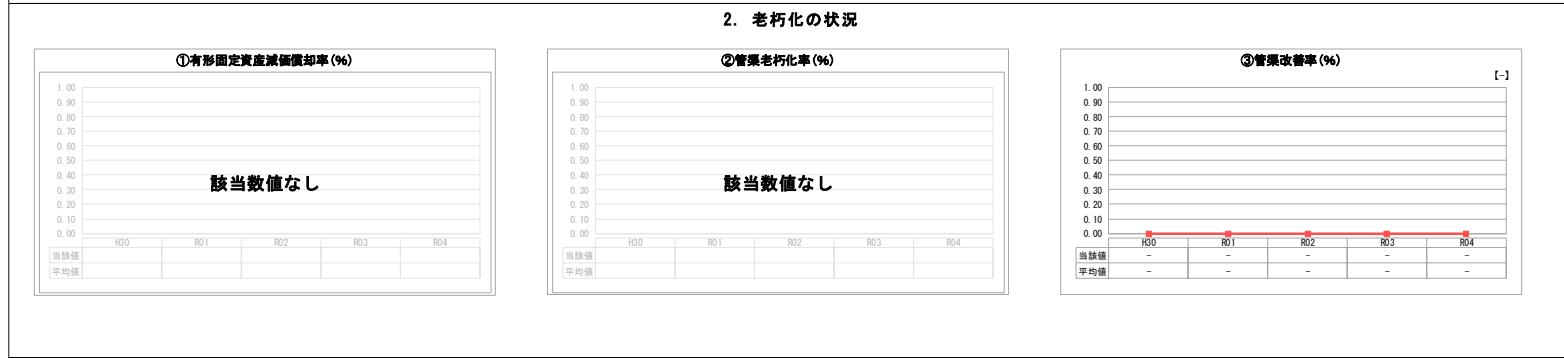 2. 老朽化の状況
①有形固定資産減価償却率(%)
1.00
0.90
0.80
0.70
0.60
0.50
0.40
0.30
0.20
0.10
0.00
該当数値なし
H30 R01 R02 R03 R04
当該値
平均値
②管渠老朽化率(%)
1.00
0.90
0.80
0.70
0.60
0.50
0.40
0.30
0.20
0.10
0.00
該当数値なし
H30 R01 R02 R03 R04
当該値
平均値
③管渠改善率(%)
【-】
1.00
0.90
0.80
0.70
0.60
0.50
0.40
0.30
0.20
0.10
0.00
H30 R01 R02 R03 R04
当該値 - - - - -
平均値 - - - - -